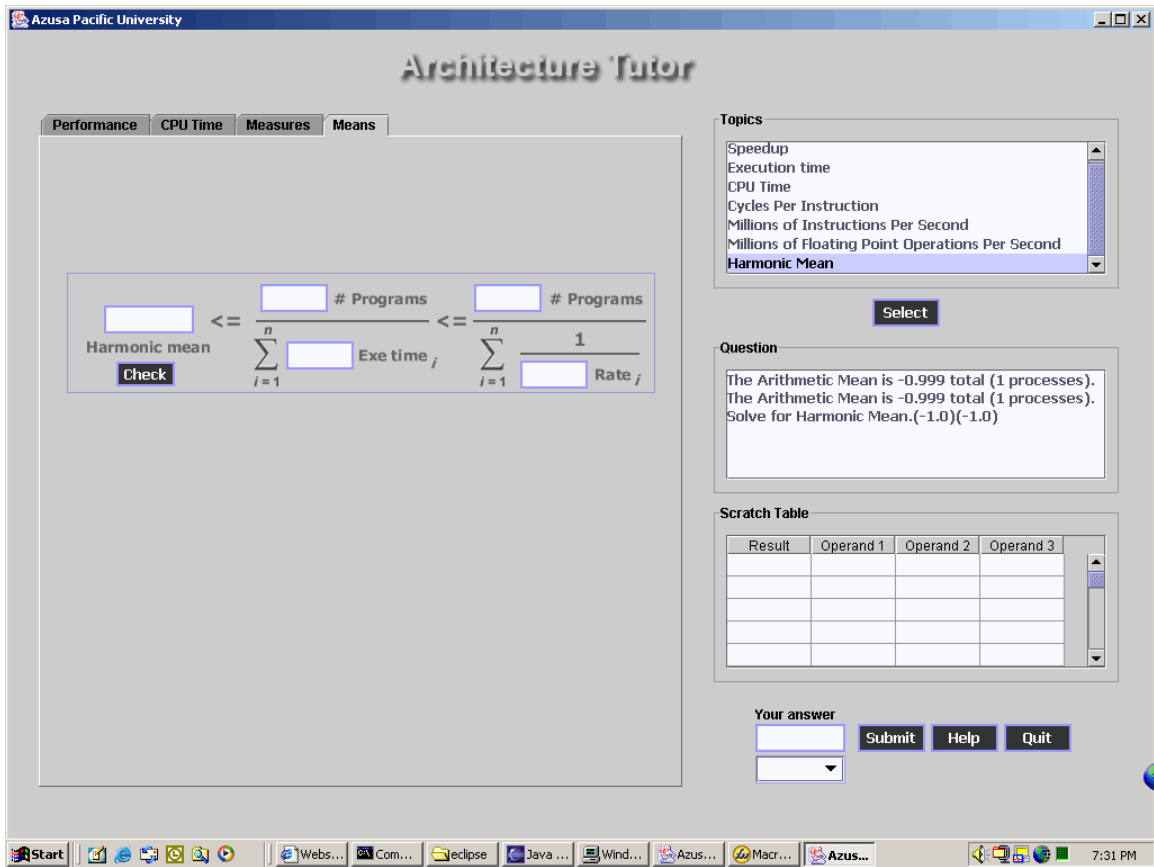 Azusa Pacific University
Architecture Tutor
Performance CPU Time Measures Means
# Programs <= # Programs
<= n n 1
Harmonic mean ∑ Exe time i ∑ Rate i
Check i = 1 i = 1
Topics
Speedup
Execution time
CPU Time
Cycles Per Instruction
Millions of Instructions Per Second
Millions of Floating Point Operations Per Second
Harmonic Mean
Select
Question
The Arithmetic Mean is -0.999 total (1 processes).
The Arithmetic Mean is -0.999 total (1 processes).
Solve for Harmonic Mean.(-1.0)(-1.0)
Scratch Table
Result Operand 1 Operand 2 Operand 3
Your answer
Submit Help Quit
Start Webs... Com... eclipse Java ... Wind... Azus... Macr... Azus... 7:31 PM